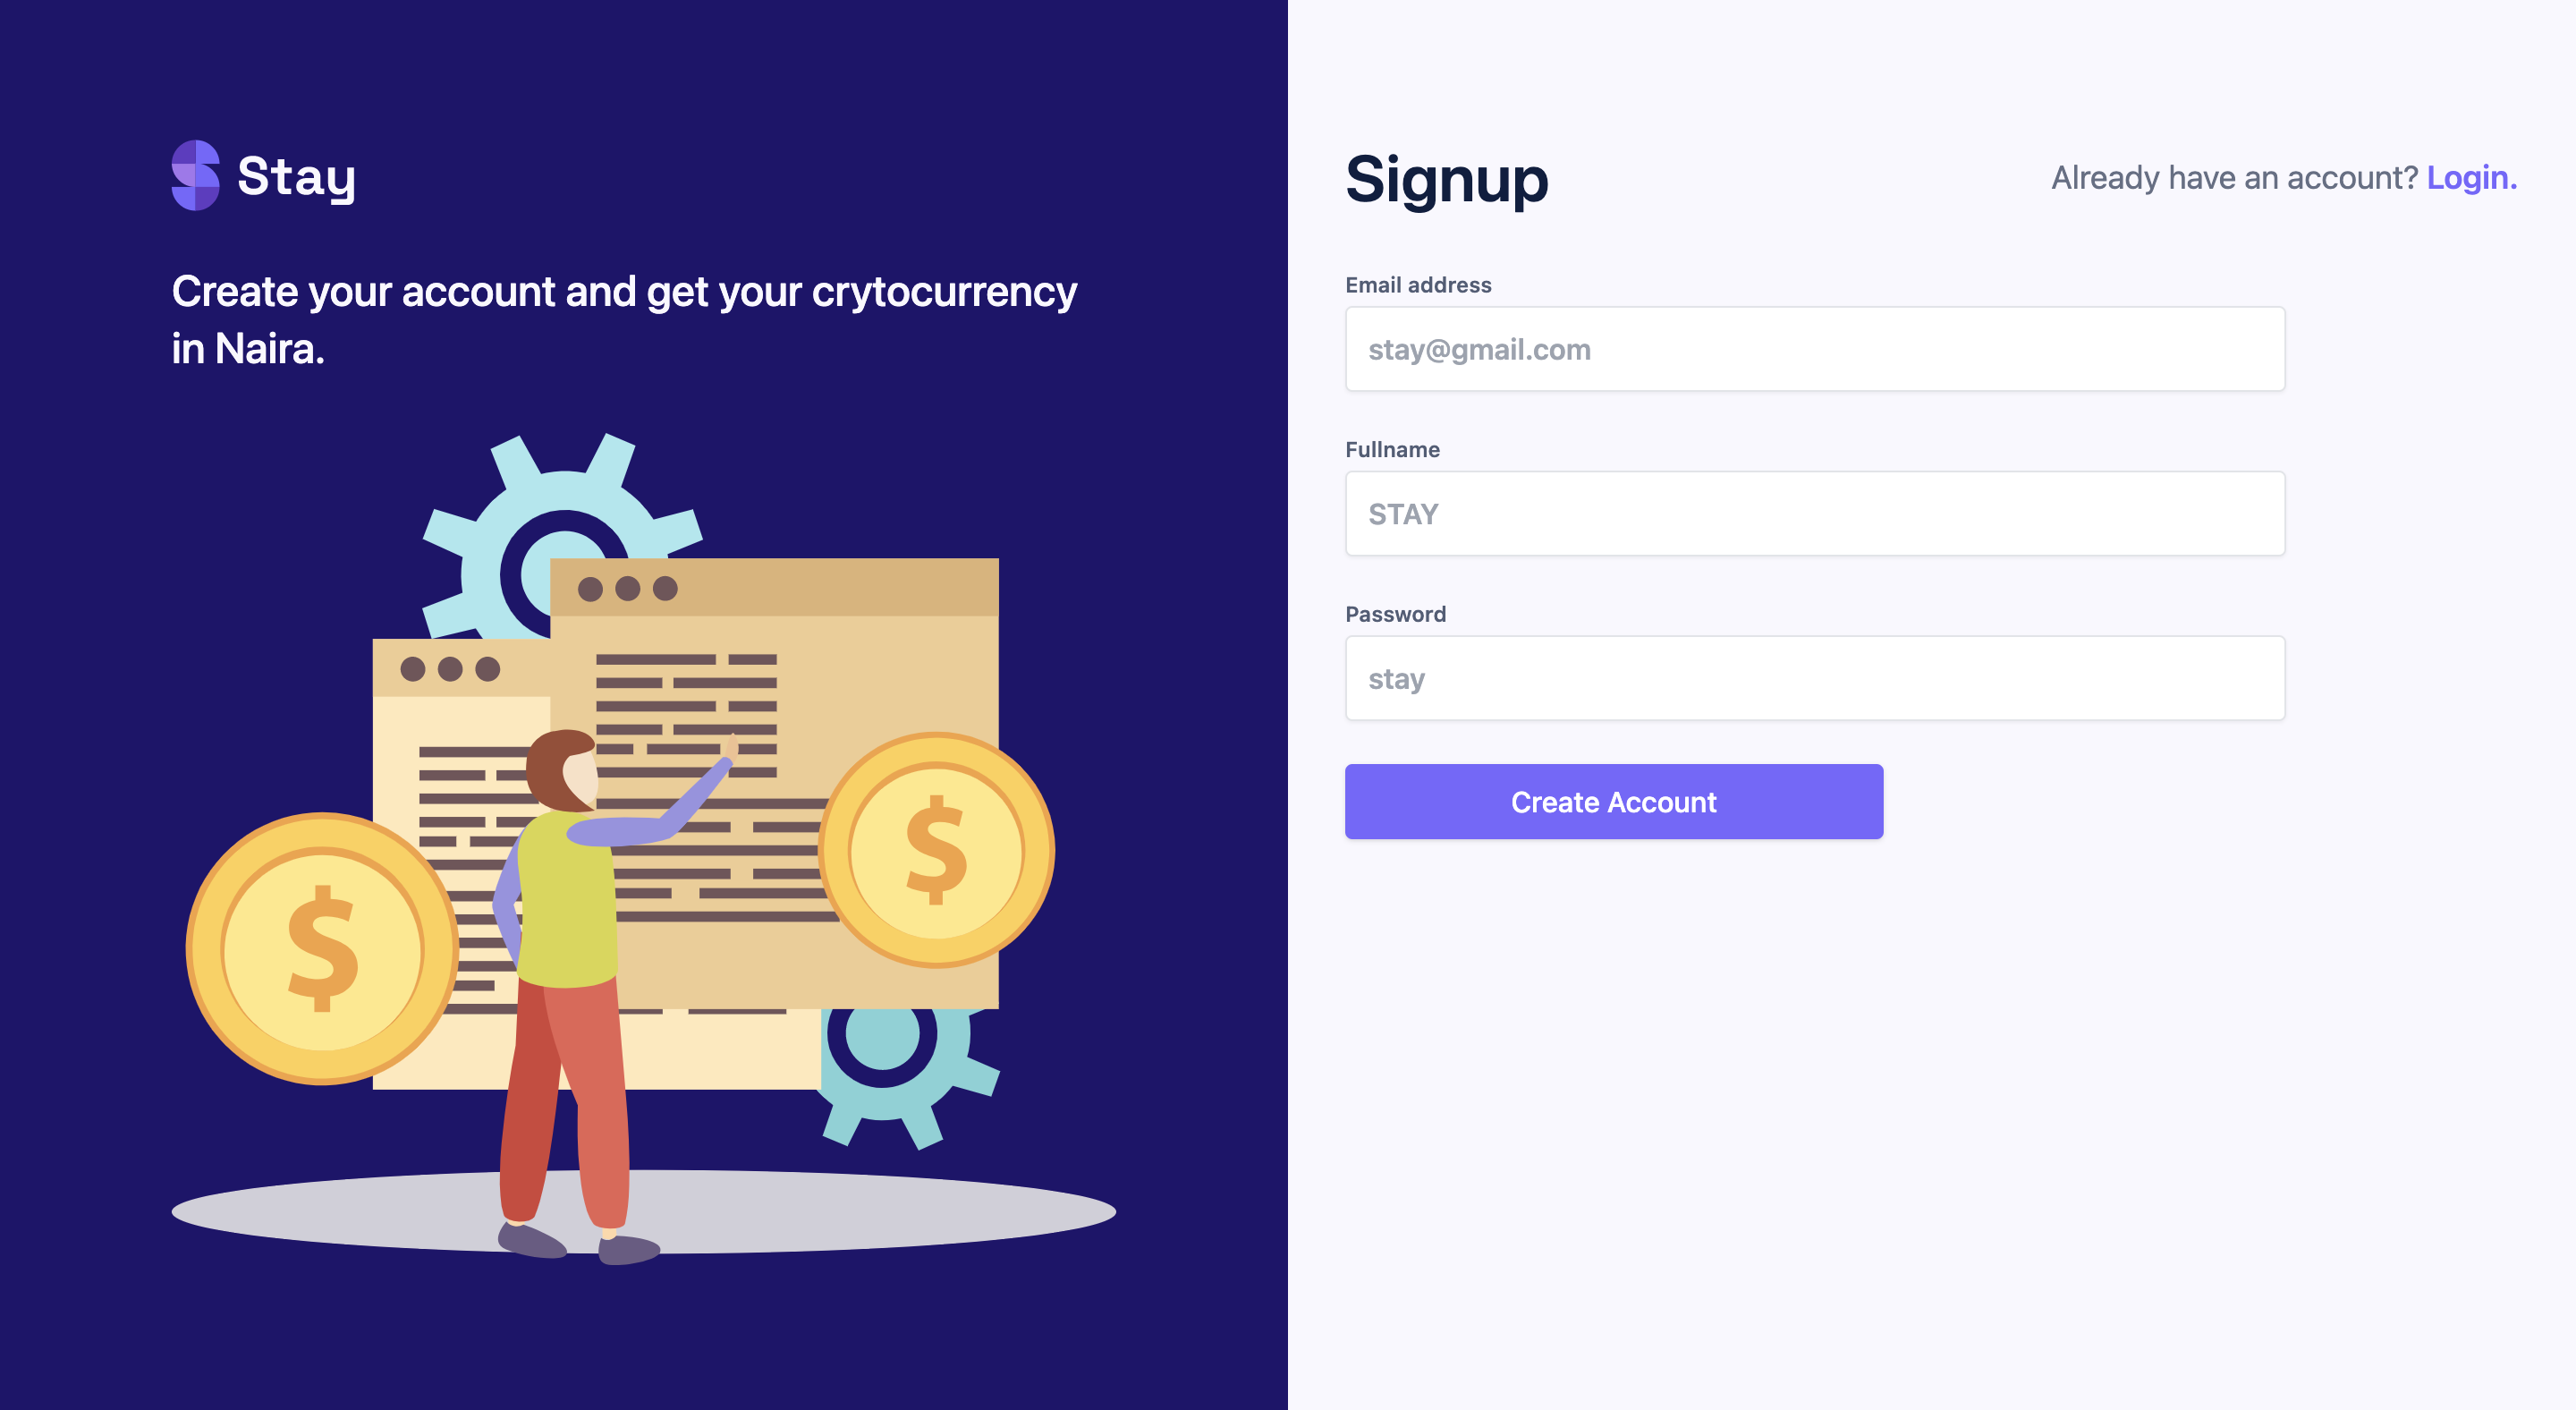 Stay
Create your account and get your crytocurrency
in Naira.
$
$
Signup
Already have an account? Login.
Email address
stay@gmail.com
Fullname
STAY
Password
stay
Create Account